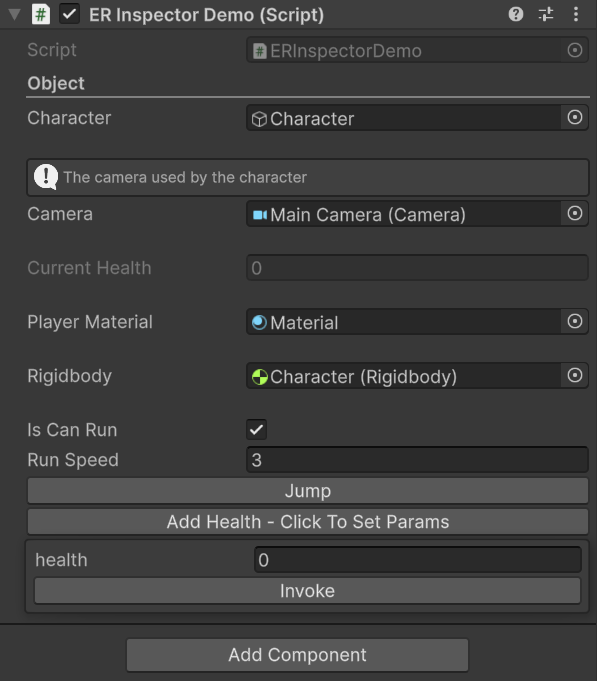 ER Inspector Demo (Script)
Script ERInspectorDemo
Object
Character Character
The camera used by the character
Camera Main Camera (Camera)
Current Health 0
Player Material Material
Rigidbody Character (Rigidbody)
Is Can Run
Run Speed 3
Jump
Add Health - Click To Set Params
health 0
Invoke
Add Component